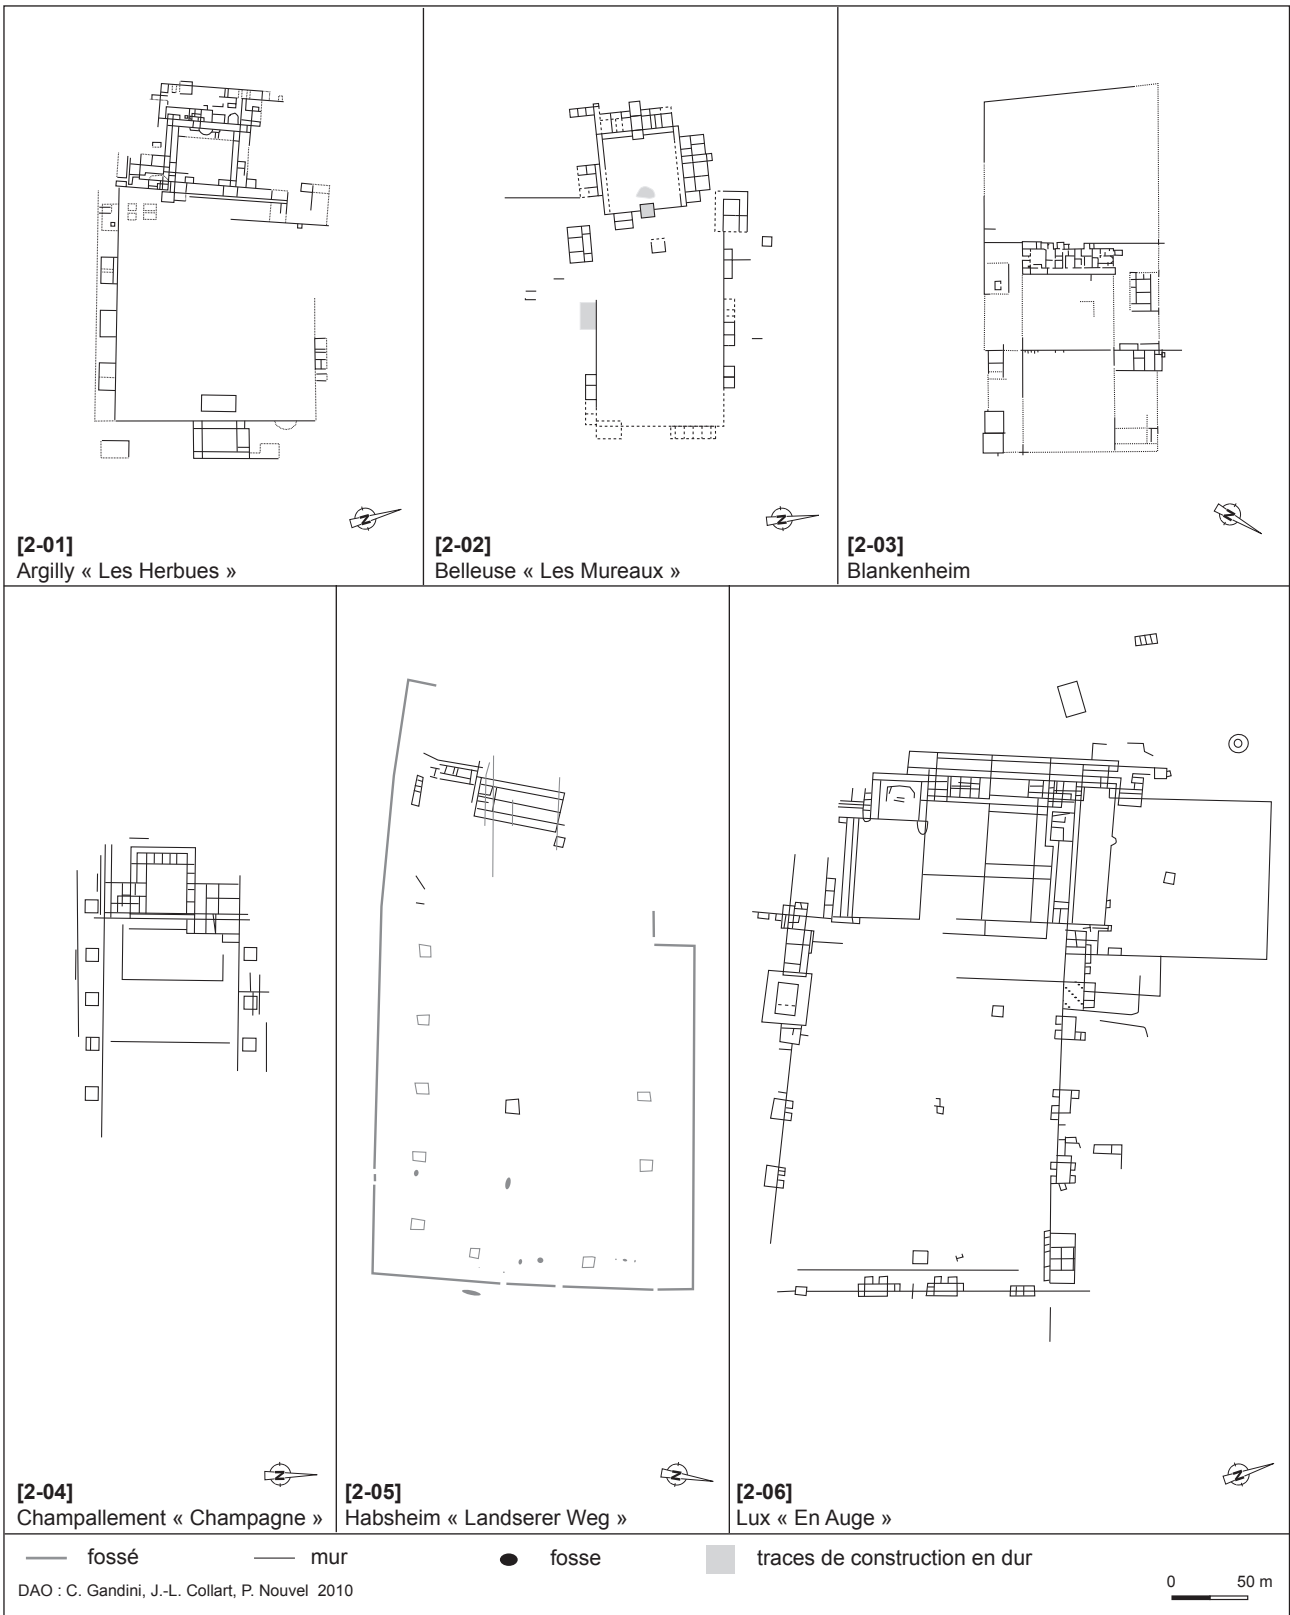 [2-01]
Argilly « Les Herbues »
[2-02]
Belleuse « Les Mureaux »
[2-03]
Blankenheim
[2-04]
Champallement « Champagne »
[2-05]
Habsheim « Landserer Weg »
[2-06]
Lux « En Auge »
N
N
N
N
N
N
fossé
mur
fosse
traces de construction en dur
DAO : C. Gandini, J.-L. Collart, P. Nouvel 2010
0 50 m